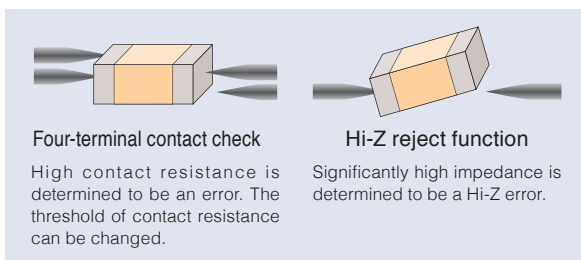 Four-terminal contact check
High contact resistance is
determined to be an error. The
threshold of contact resistance
can be changed.
Hi-Z reject function
Significantly high impedance is
determined to be a Hi-Z error.